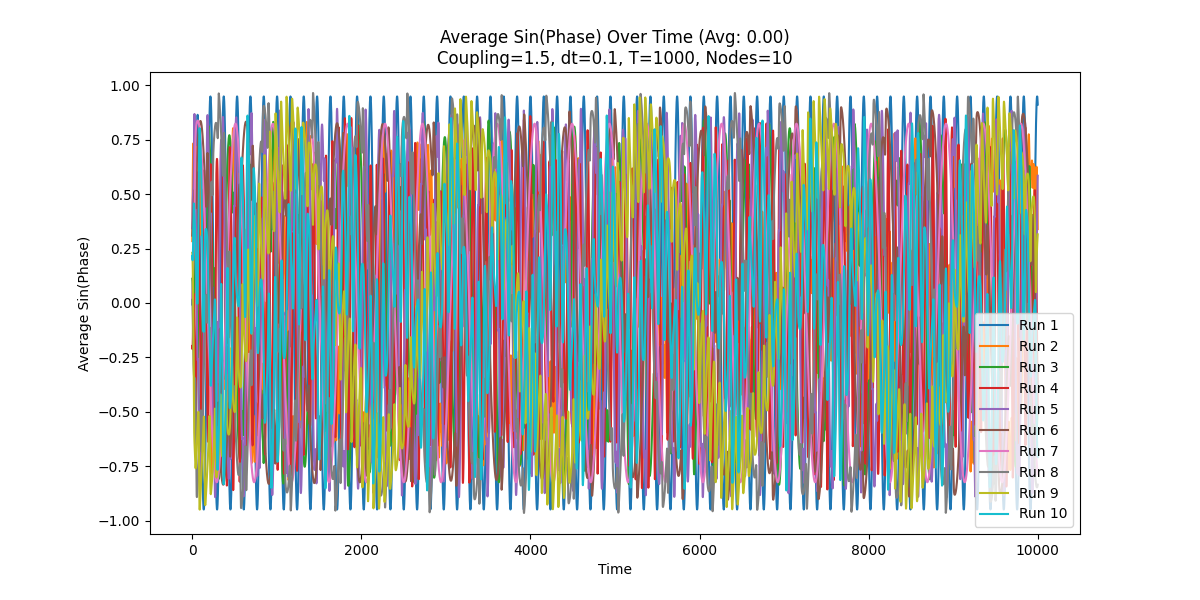 Average Sin(Phase) Over Time (Avg: 0.00)
Coupling=1.5, dt=0.1, T=1000, Nodes=10
Average Sin(Phase)
1.00
0.75
0.50
0.25
0.00
−0.25
−0.50
−0.75
−1.00
Run 1
Run 2
Run 3
Run 4
Run 5
Run 6
Run 7
Run 8
Run 9
Run 10
0 2000 4000 6000 8000 10000
Time